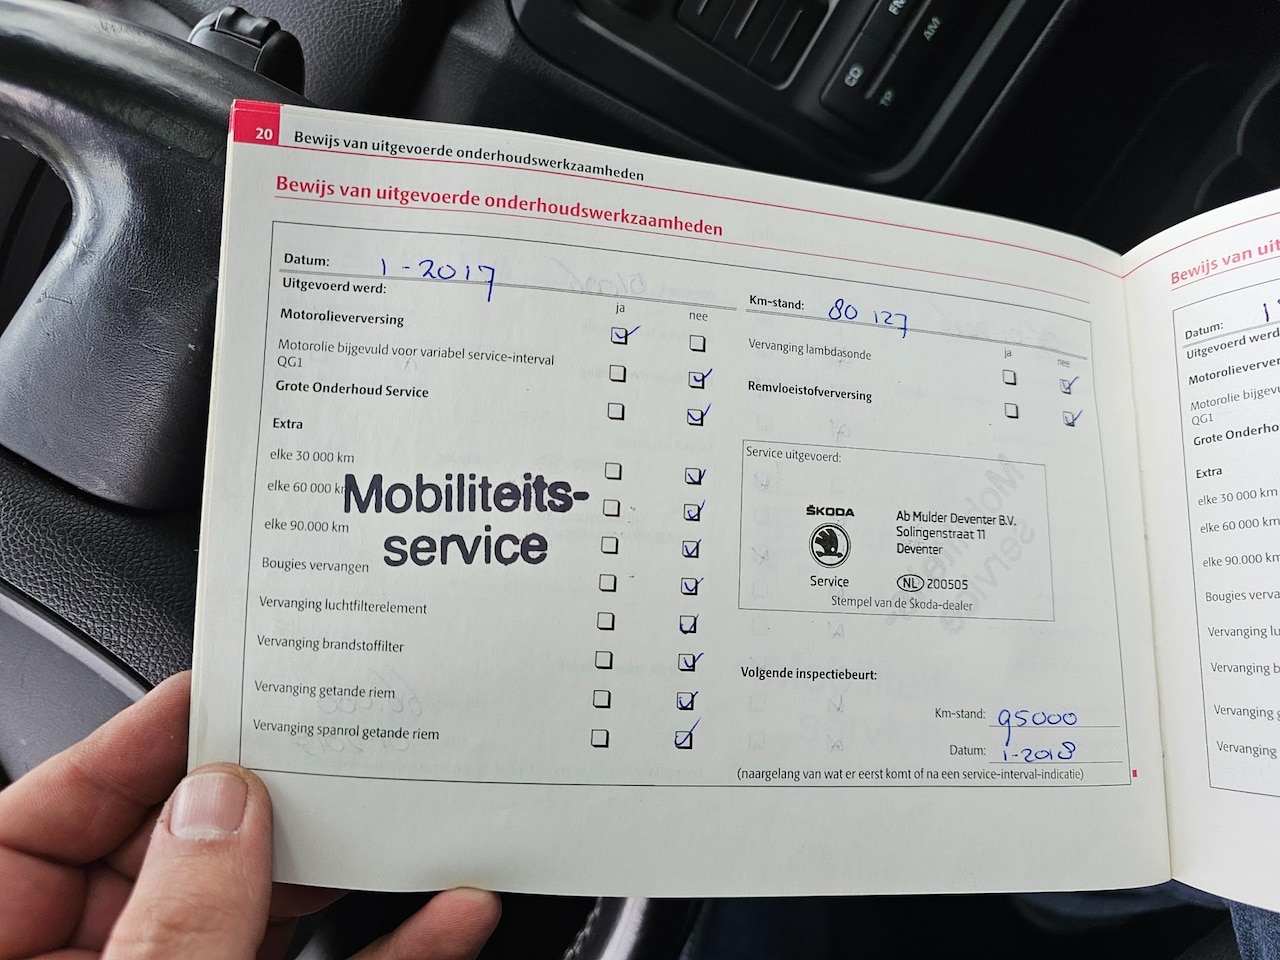 FM
AM
CD
TP
20 Bewijs van uitgevoerde onderhoudswerkzaamheden
Bewijs van uitgevoerde onderhoudswerkzaamheden
Datum: 1-2017
Uitgevoerd werd:
ja nee
Motorolieverversing
Motorolie bijgevuld voor variabel service-interval
QG1
Grote Onderhoud Service
Extra
elke 30 000 km
elke 60 000 km
elke 90.000 km
Mobiliteits-
service
Bougies vervangen
Vervanging luchtfilterelement
Vervanging brandstoffilter
Vervanging getande riem
Vervanging spanrol getande riem
Km-stand: 80 127
ja nee
Vervanging lambdasonde
Remvloeistofverversing
Service uitgevoerd:
ŠKODA
Service
Ab Mulder Deventer B.V.
Solingenstraat 11
Deventer
NL 200505
Stempel van de Škoda-dealer
Volgende inspectiebeurt:
Km-stand: 95000
Datum: 1-2018
(naargelang van wat er eerst komt of na een service-interval-indicatie)
Bewijs van uit
Datum: 1
Uitgevoerd werd
Motorolieverver
Motorolie bijgevu
QG1
Grote Onderho
Extra
elke 30 000 km
elke 60 000 km
elke 90.000 km
Bougies verva
Vervanging lu
Vervanging b
Vervanging g
Vervanging